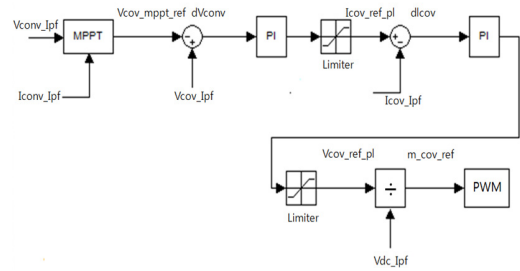 Vconv_Ipf
MPPT
Vcov_mppt_ref dVconv
PI
Icov_ref_pl dIcov
PI
Limiter
Iconv_Ipf
Vcov_Ipf
Icov_Ipf
Vcov_ref_pl m_cov_ref
÷
PWM
Limiter
Vdc_Ipf